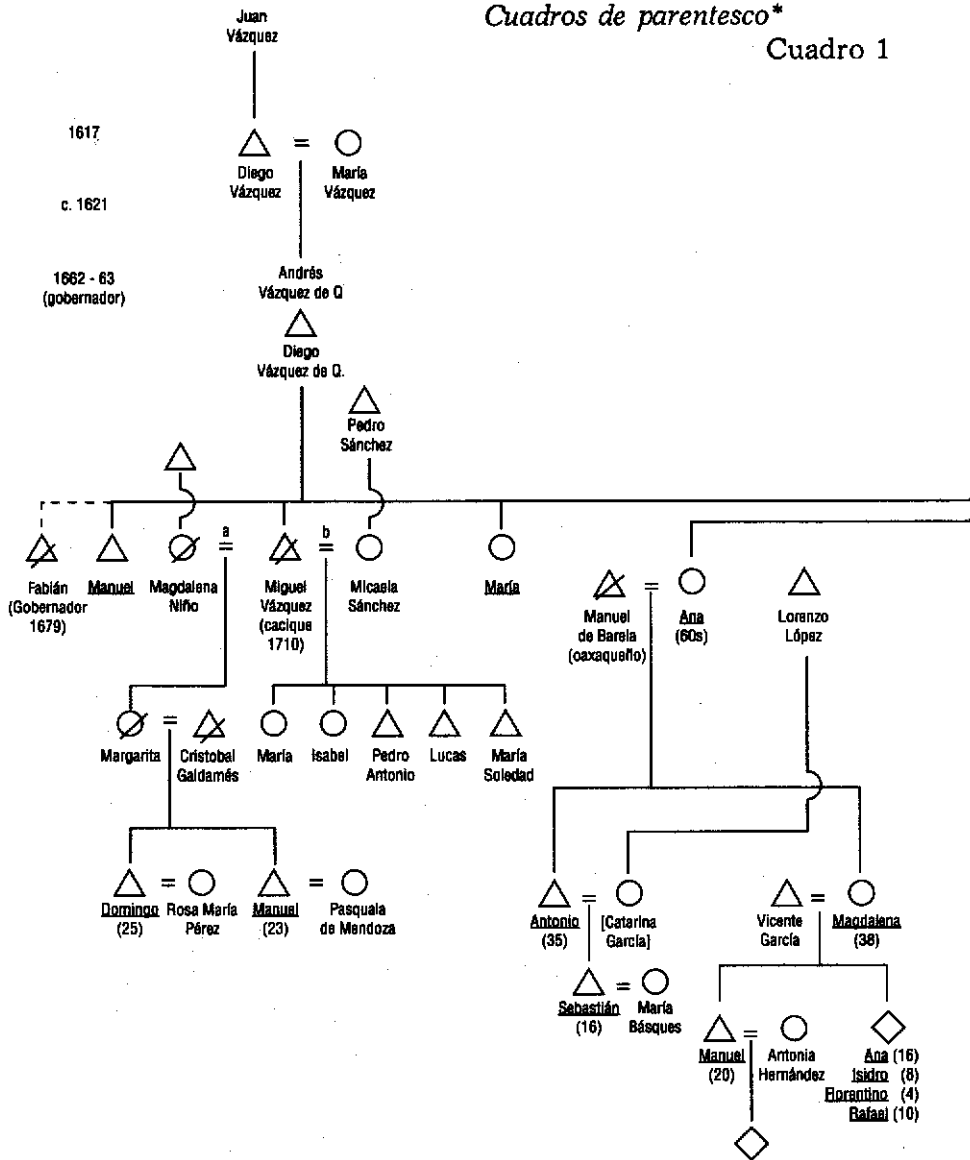 Cuadros de parentesco*
Cuadro 1
Juan
Vázquez
1617
Diego
Vázquez
=
María
Vázquez
c. 1621
1662 - 63
(gobernador)
Andrés
Vázquez de Q
Diego
Vázquez de Q.
Pedro
Sánchez
Fabián
(Gobernador
1679)
Manuel
Magdalena
Niño
a
=
Miguel
Vázquez
(cacique
1710)
b
=
Micaela
Sánchez
María
Manuel
de Barela
(oaxaqueño)
=
Ana
(60s)
Lorenzo
López
Margarita
=
Cristobal
Galdamés
María
Isabel
Pedro
Antonio
Lucas
María
Soledad
Domingo
(25)
=
Rosa María
Pérez
Manuel
(23)
=
Pasquala
de Mendoza
Antonio
(35)
=
[Catarina
García]
Vicente
García
=
Magdalena
(38)
Sebastián
(16)
=
María
Básques
Manuel
(20)
=
Antonia
Hernández
Ana (16)
Isidro (8)
Florentino (4)
Rafael (10)